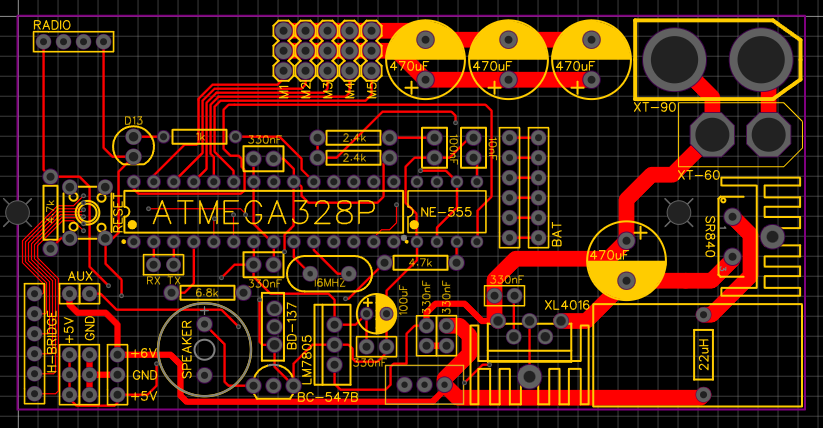 RADIO
470uF
470uF
470uF
M1
M2
M3
M4
M5
XT-90
D13
1k
330nF
2.4k
2.4k
100nF
10nF
XT-60
4.7k
RESET
ATMEGA328P
NE-555
BAT
SR840
470uF
RX TX
330nF
16MHZ
4.7k
AUX
6.8k
330nF
XL4016
H-BRIDGE
+5V
GND
SPEAKER
BD-137
LM7805
100uF
330nF
330nF
22uH
+6V
GND
+5V
330nF
BC-547B